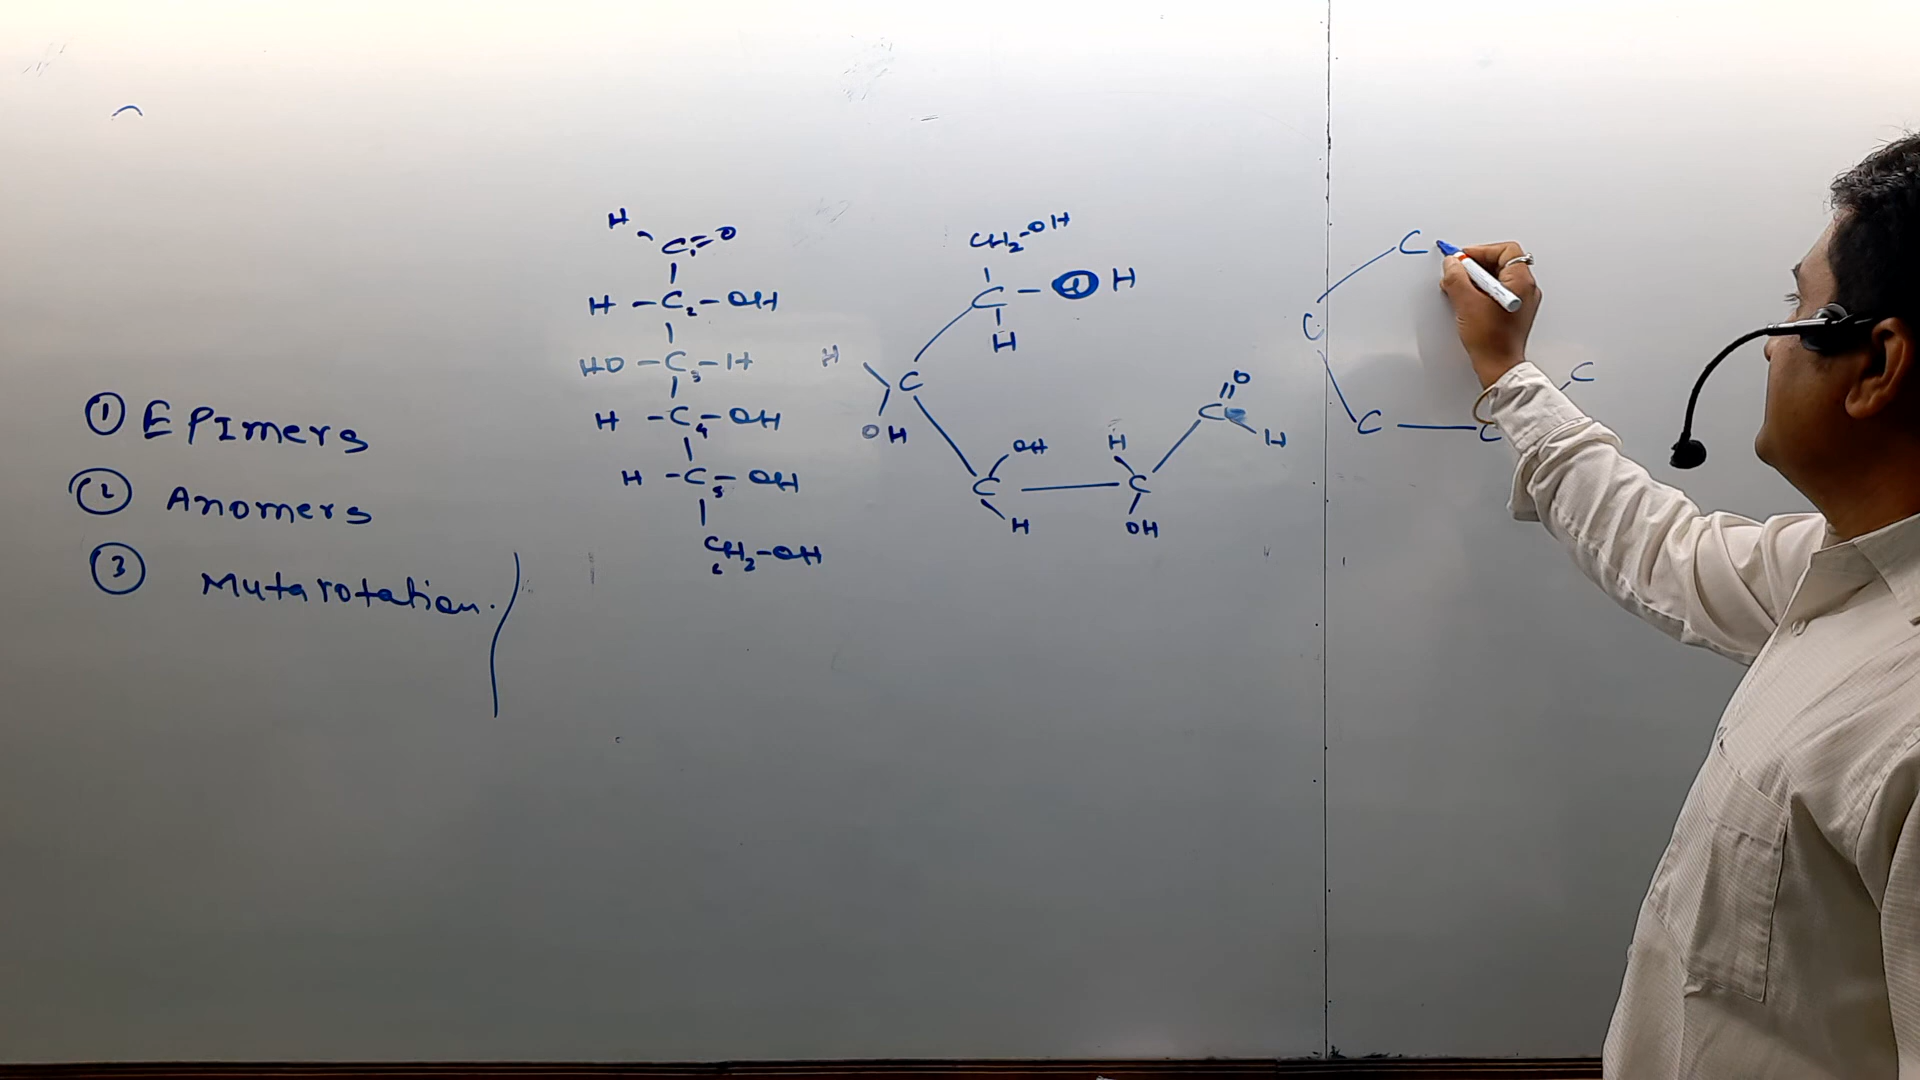 ① EPImers
② Anomers
③ Mutarotation.
H
C1=O
H-C2-OH
HO-C3-H
H-C4-OH
H-C5-OH
CH2-OH
6
CH2-OH
C-O H
H
H
C
OH
OH
C
H
H
C
OH
O
C
H
C
C
C
C
C